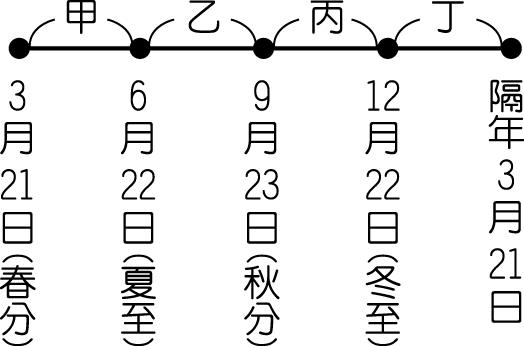 甲 乙 丙 丁
3月21日(春分)
6月22日(夏至)
9月23日(秋分)
12月22日(冬至)
隔年3月21日